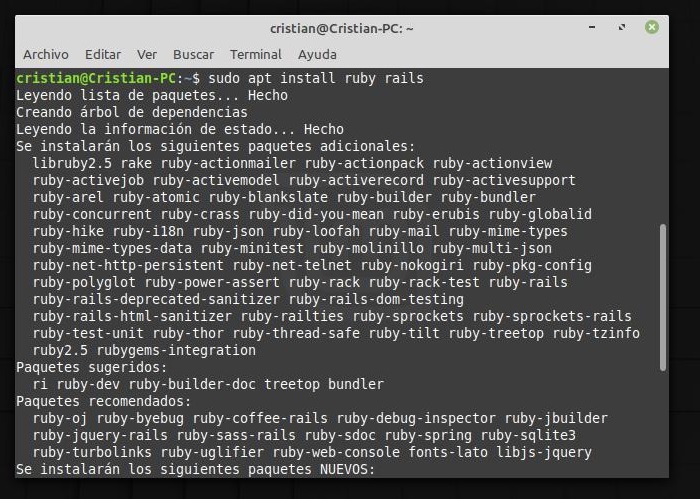 cristian@Cristian-PC: ~
Archivo Editar Ver Buscar Terminal Ayuda
cristian@Cristian-PC:~$ sudo apt install ruby rails
Leyendo lista de paquetes... Hecho
Creando árbol de dependencias
Leyendo la información de estado... Hecho
Se instalarán los siguientes paquetes adicionales:
libruby2.5 rake ruby-actionmailer ruby-actionpack ruby-actionview
ruby-activejob ruby-activemodel ruby-activerecord ruby-activesupport
ruby-arel ruby-atomic ruby-blankslate ruby-builder ruby-bundler
ruby-concurrent ruby-crass ruby-did-you-mean ruby-erubis ruby-globalid
ruby-hike ruby-i18n ruby-json ruby-loofah ruby-mail ruby-mime-types
ruby-mime-types-data ruby-minitest ruby-molinillo ruby-multi-json
ruby-net-http-persistent ruby-net-telnet ruby-nokogiri ruby-pkg-config
ruby-polyglot ruby-power-assert ruby-rack ruby-rack-test ruby-rails
ruby-rails-deprecated-sanitizer ruby-rails-dom-testing
ruby-rails-html-sanitizer ruby-railties ruby-sprockets ruby-sprockets-rails
ruby-test-unit ruby-thor ruby-thread-safe ruby-tilt ruby-treetop ruby-tzinfo
ruby2.5 rubygems-integration
Paquetes sugeridos:
ri ruby-dev ruby-builder-doc treetop bundler
Paquetes recomendados:
ruby-oj ruby-byebug ruby-coffee-rails ruby-debug-inspector ruby-jbuilder
ruby-jquery-rails ruby-sass-rails ruby-sdoc ruby-spring ruby-sqlite3
ruby-turbolinks ruby-uglifier ruby-web-console fonts-lato libjs-jquery
Se instalarán los siguientes paquetes NUEVOS: